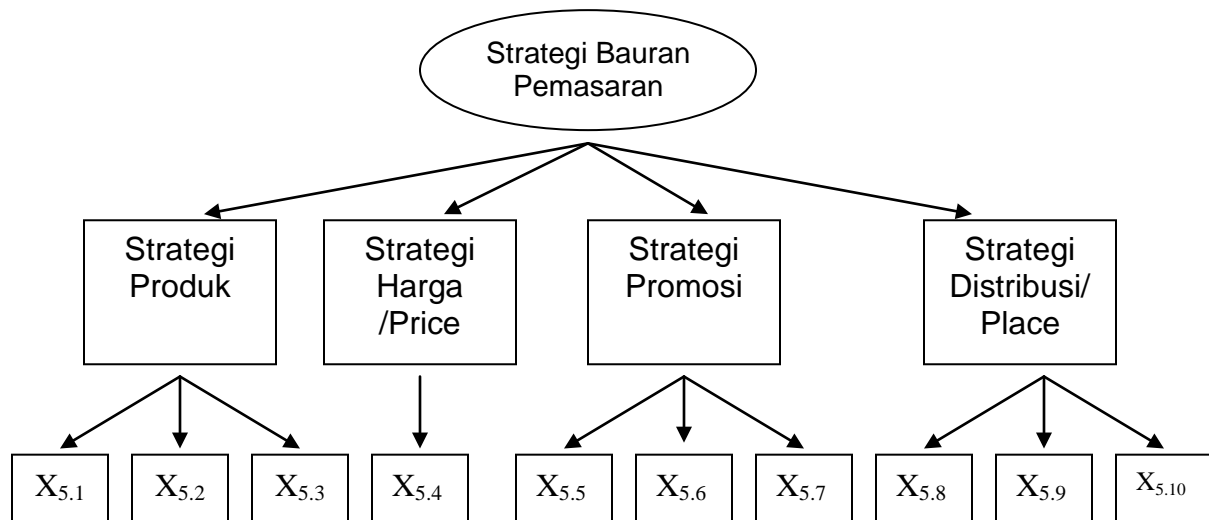 Strategi Bauran
Pemasaran
Strategi
Produk
Strategi
Harga
/Price
Strategi
Promosi
Strategi
Distribusi/
Place
X5.1
X5.2
X5.3
X5.4
X5.5
X5.6
X5.7
X5.8
X5.9
X5.10